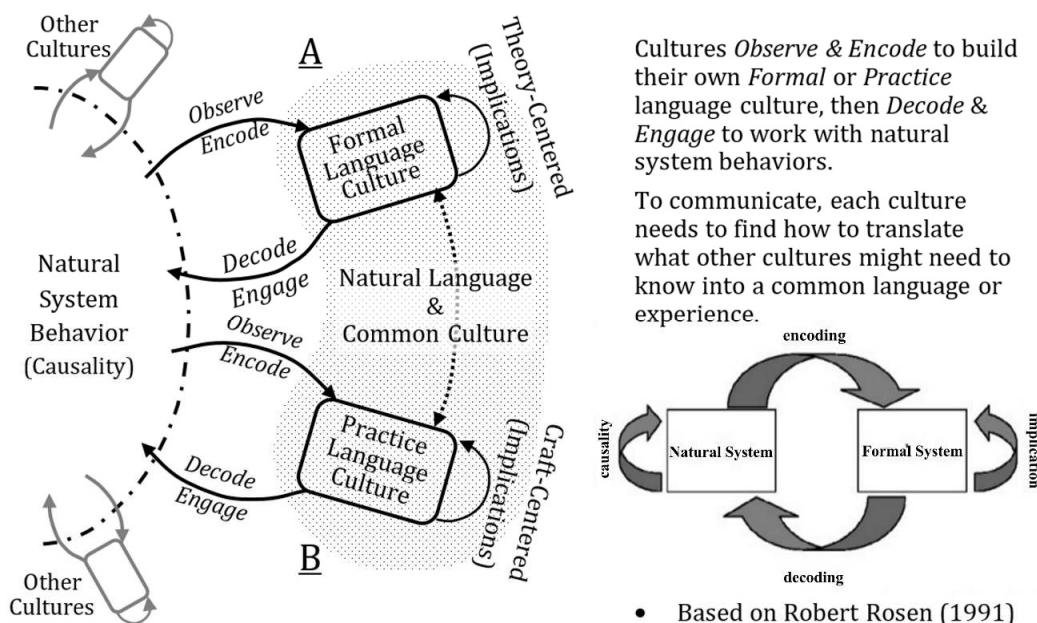 Other
Cultures
A
Theory-Centered
(Implications)
Observe
Encode
Formal
Language
Culture
Decode
Engage
Natural
System
Behavior
(Causality)
Natural Language
&
Common Culture
Observe
Encode
Practice
Language
Culture
Decode
Engage
Craft-Centered
(Implications)
B
Other
Cultures
Cultures Observe & Encode to build
their own Formal or Practice
language culture, then Decode &
Engage to work with natural
system behaviors.
To communicate, each culture
needs to find how to translate
what other cultures might need to
know into a common language or
experience.
encoding
causality
Natural System
Formal System
implication
decoding
• Based on Robert Rosen (1991)